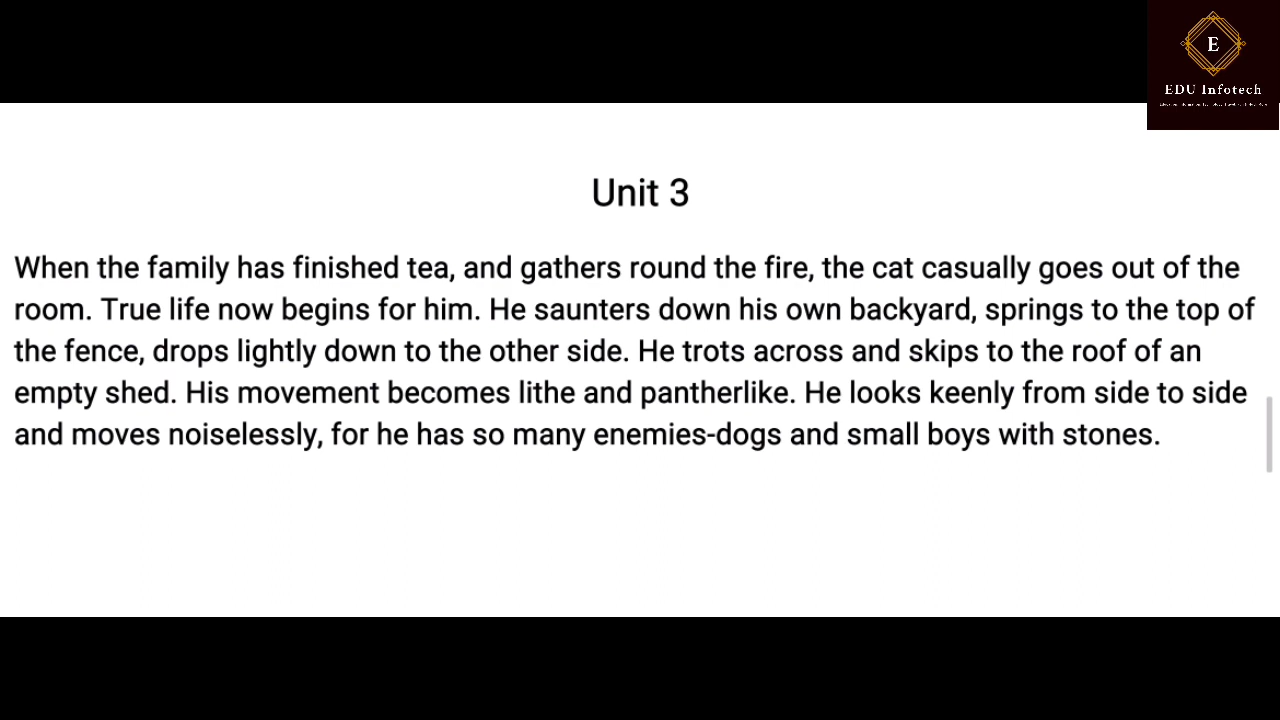 E
EDU Infotech
Unit 3
When the family has finished tea, and gathers round the fire, the cat casually goes out of the
room. True life now begins for him. He saunters down his own backyard, springs to the top of
the fence, drops lightly down to the other side. He trots across and skips to the roof of an
empty shed. His movement becomes lithe and pantherlike. He looks keenly from side to side
and moves noiselessly, for he has so many enemies-dogs and small boys with stones.